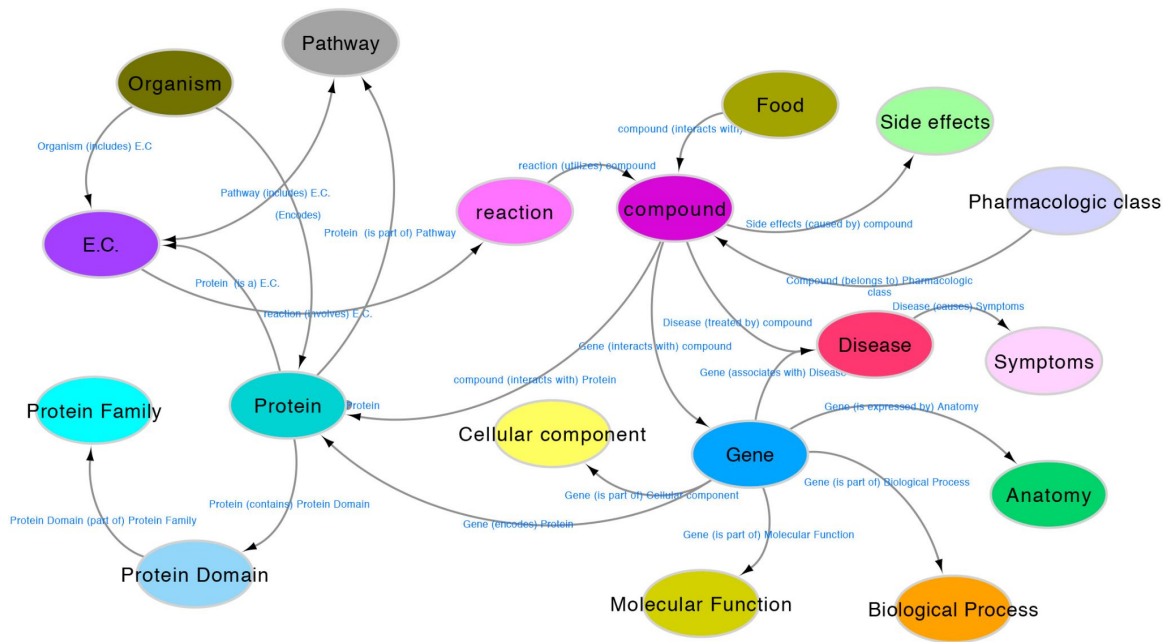 Pathway
Organism
Food
Side effects
compound (interacts with)
Organism (includes) E.C
reaction (utilizes) compound
Pathway (includes) E.C.
Pharmacologic class
reaction
compound
(Encodes)
Side effects (caused by) compound
Protein  (is part of) Pathway
E.C.
Protein  (is a) E.C.
Compound (belongs to) Pharmacologic
class
Disease (causes) Symptoms
reaction (involves) E.C.
Disease (treated by) compound
Gene (interacts with) compound
Disease
Symptoms
Gene (associates with) Disease
compound (interacts with) Protein
Protein
Protein
Protein Family
Gene (is expressed by) Anatomy
Cellular component
Gene
Gene (is part of) Biological Process
Anatomy
Gene (is part of) Cellular component
Protein (contains) Protein Domain
Protein Domain (part of) Protein Family
Gene (encodes) Protein
Gene (is part of) Molecular Function
Protein Domain
Molecular Function
Biological Process